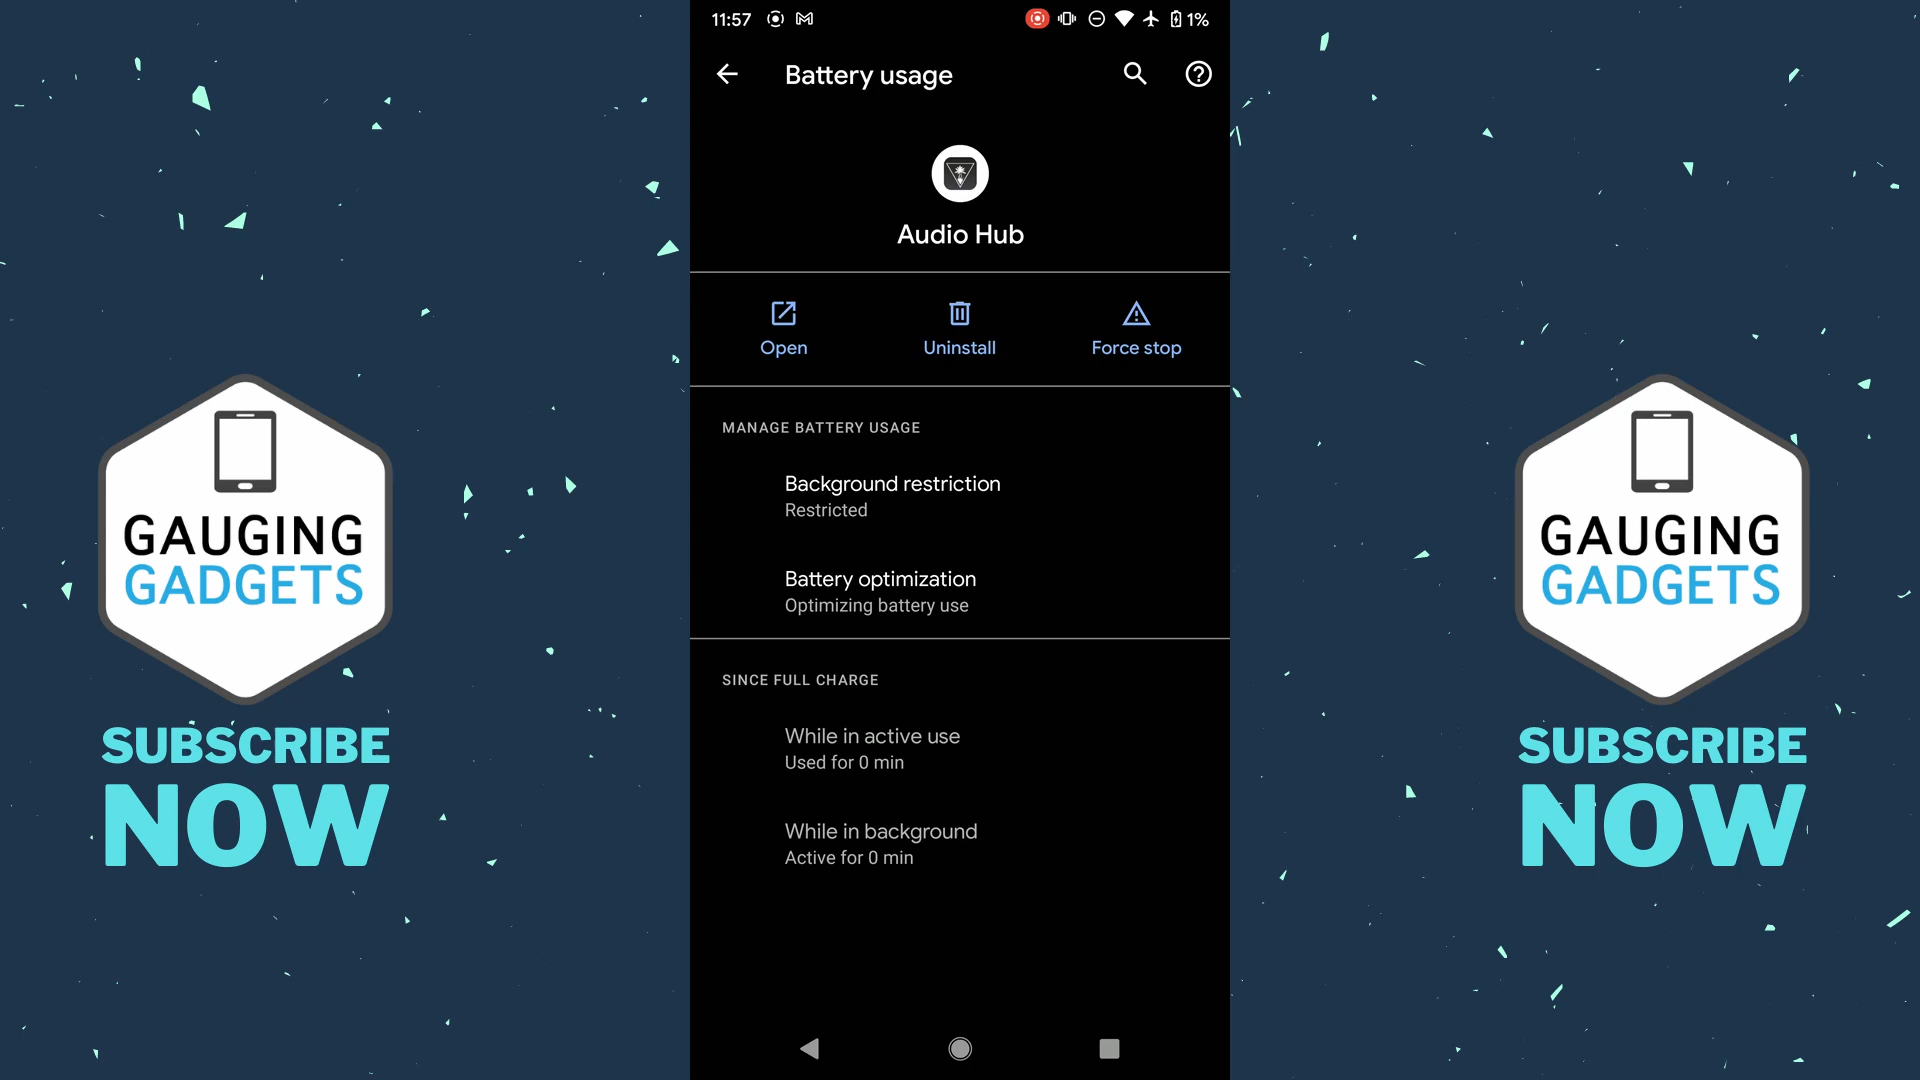 11:57
1%
Battery usage
Audio Hub
Open
Uninstall
Force stop
MANAGE BATTERY USAGE
Background restriction
Restricted
Battery optimization
Optimizing battery use
SINCE FULL CHARGE
While in active use
Used for 0 min
While in background
Active for 0 min
GAUGING
GADGETS
SUBSCRIBE
NOW
GAUGING
GADGETS
SUBSCRIBE
NOW